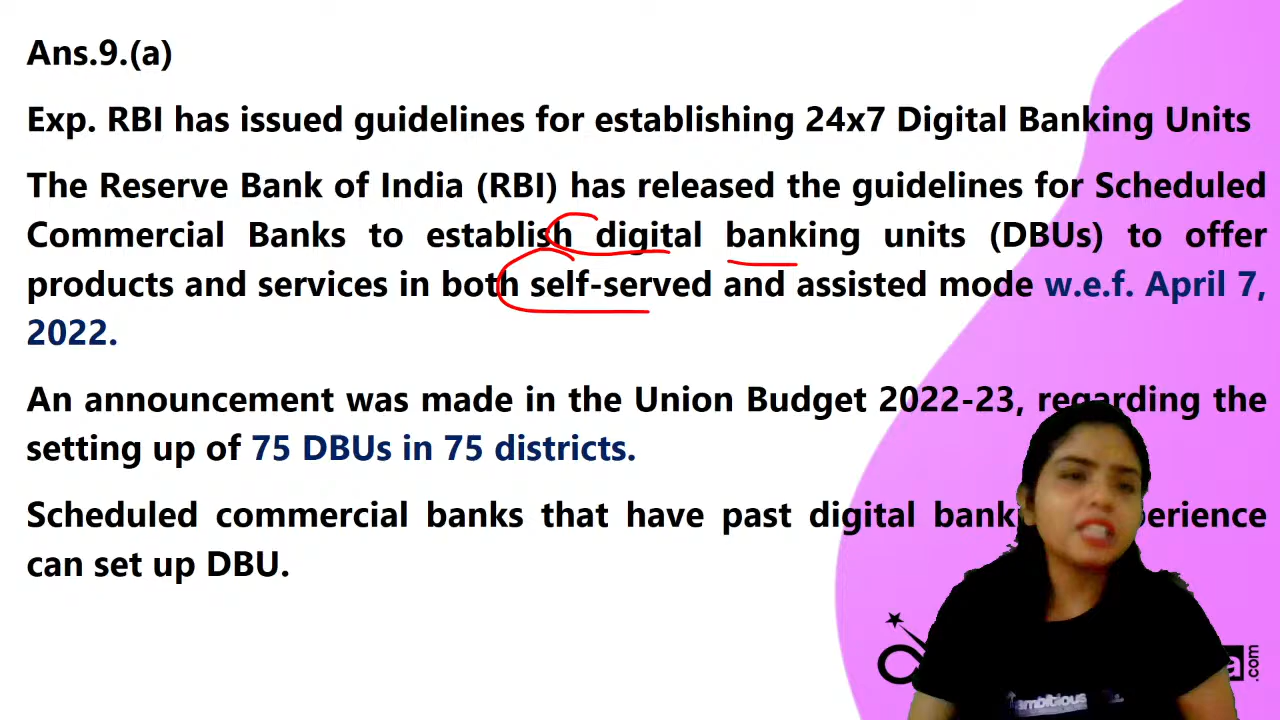 Ans.9.(a)
Exp. RBI has issued guidelines for establishing 24x7 Digital Banking Units
The Reserve Bank of India (RBI) has released the guidelines for Scheduled
Commercial Banks to establish digital banking units (DBUs) to offer
products and services in both self-served and assisted mode w.e.f. April 7,
2022.
An announcement was made in the Union Budget 2022-23, regarding the
setting up of 75 DBUs in 75 districts.
Scheduled commercial banks that have past digital
can set up DBU.
a
.com
ambitious